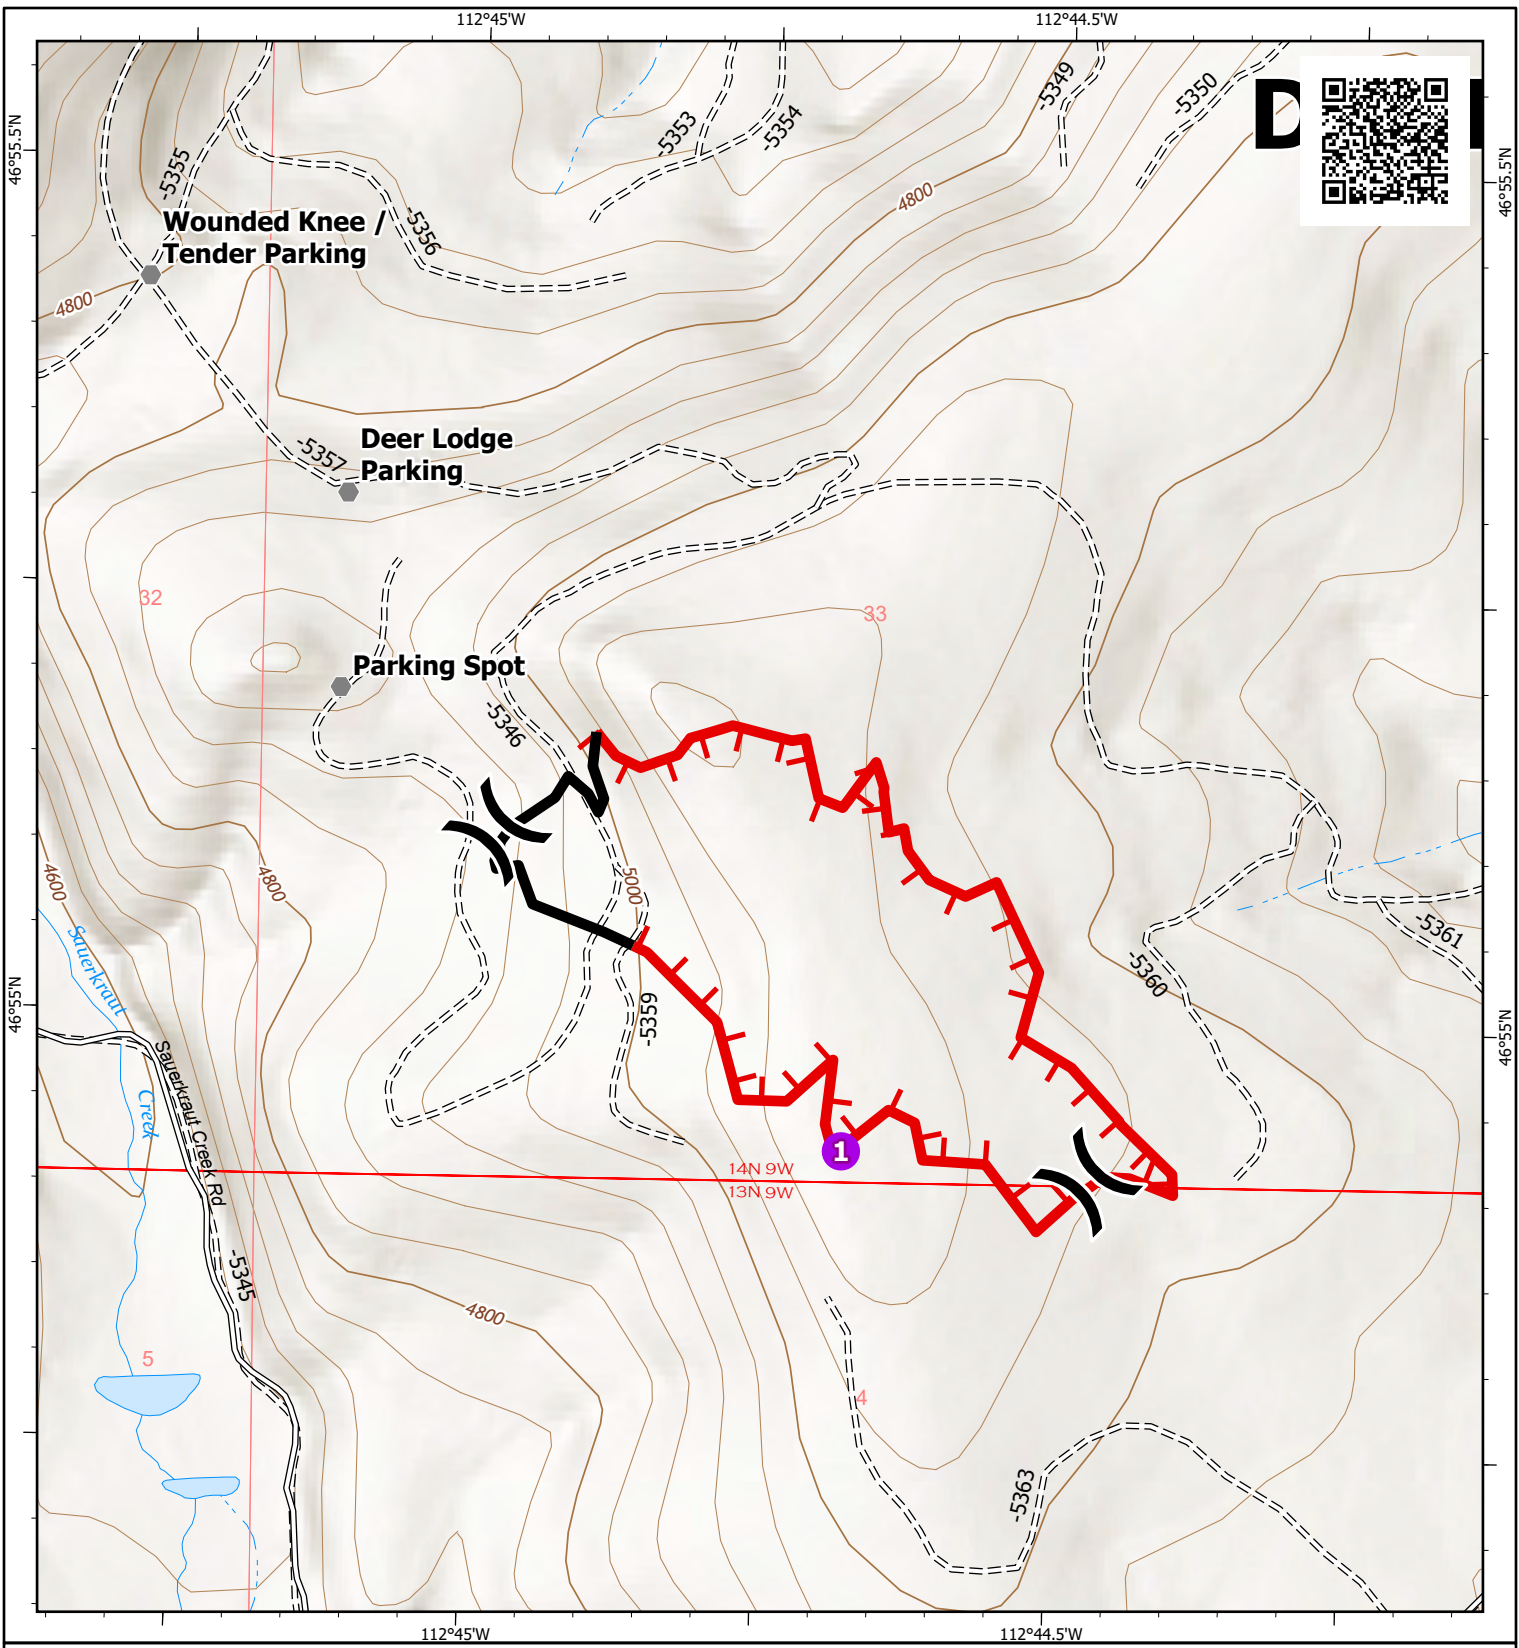 112°45'W
112°44.5'W
46°55.5'N
46°55.5'N
-5349
-5350
-5353
-5354
-5355
4800
Wounded Knee /
Tender Parking
-5356
4800
Deer Lodge
Parking
-5357
32
33
Parking Spot
-5346
4600
4800
5000
-5361
Sauerkraut
Creek
-5360
46°55'N
46°55'N
-5359
Sauerkraut Creek Rd
1
14N 9W
13N 9W
-5345
4800
5
4
-5363
112°45'W
112°44.5'W